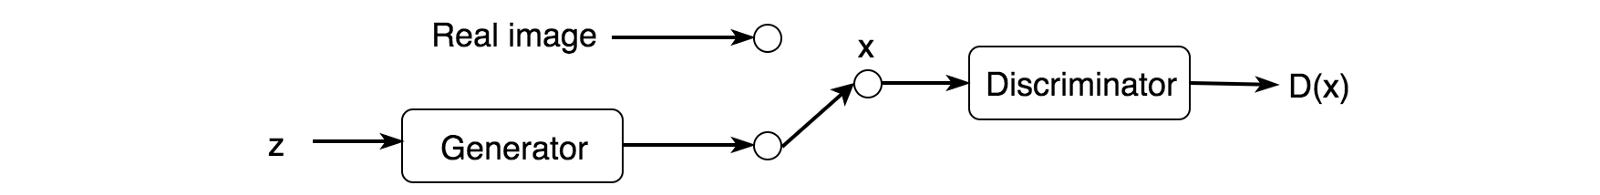 Real image
x
Discriminator
D(x)
z
Generator